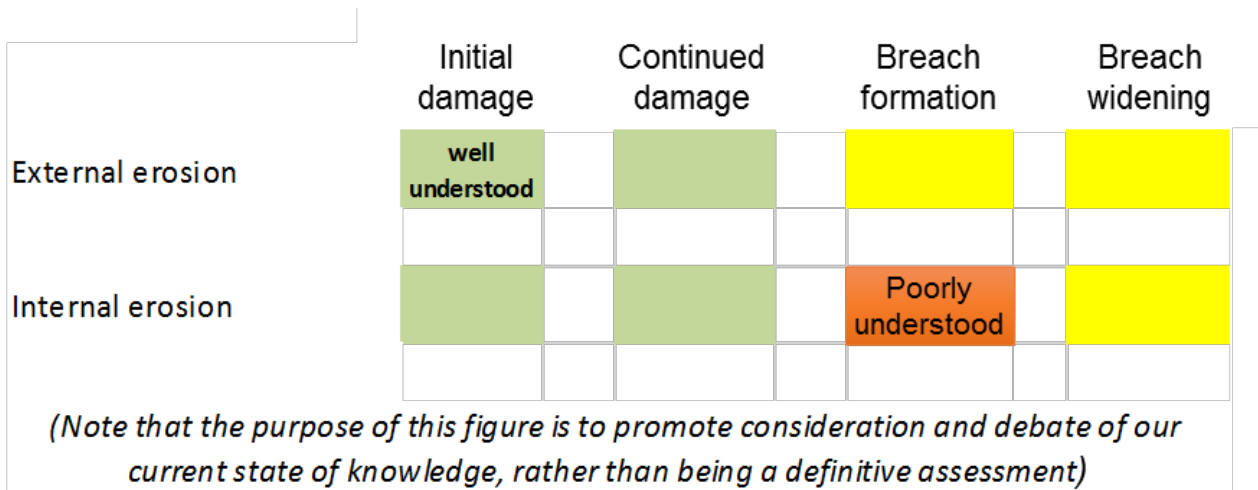 Initial damage
Continued damage
Breach formation
Breach widening
External erosion
well
understood
Internal erosion
Poorly
understood
(Note that the purpose of this figure is to promote consideration and debate of our
current state of knowledge, rather than being a definitive assessment)